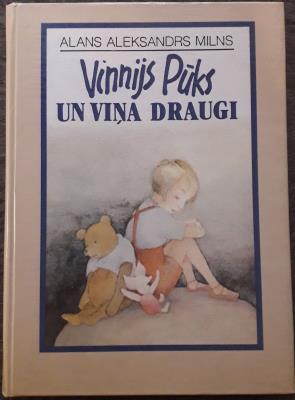 ALANS ALEKSANDRS MILNS
Vinnijs Pūks
UN VIŅA DRAUGI